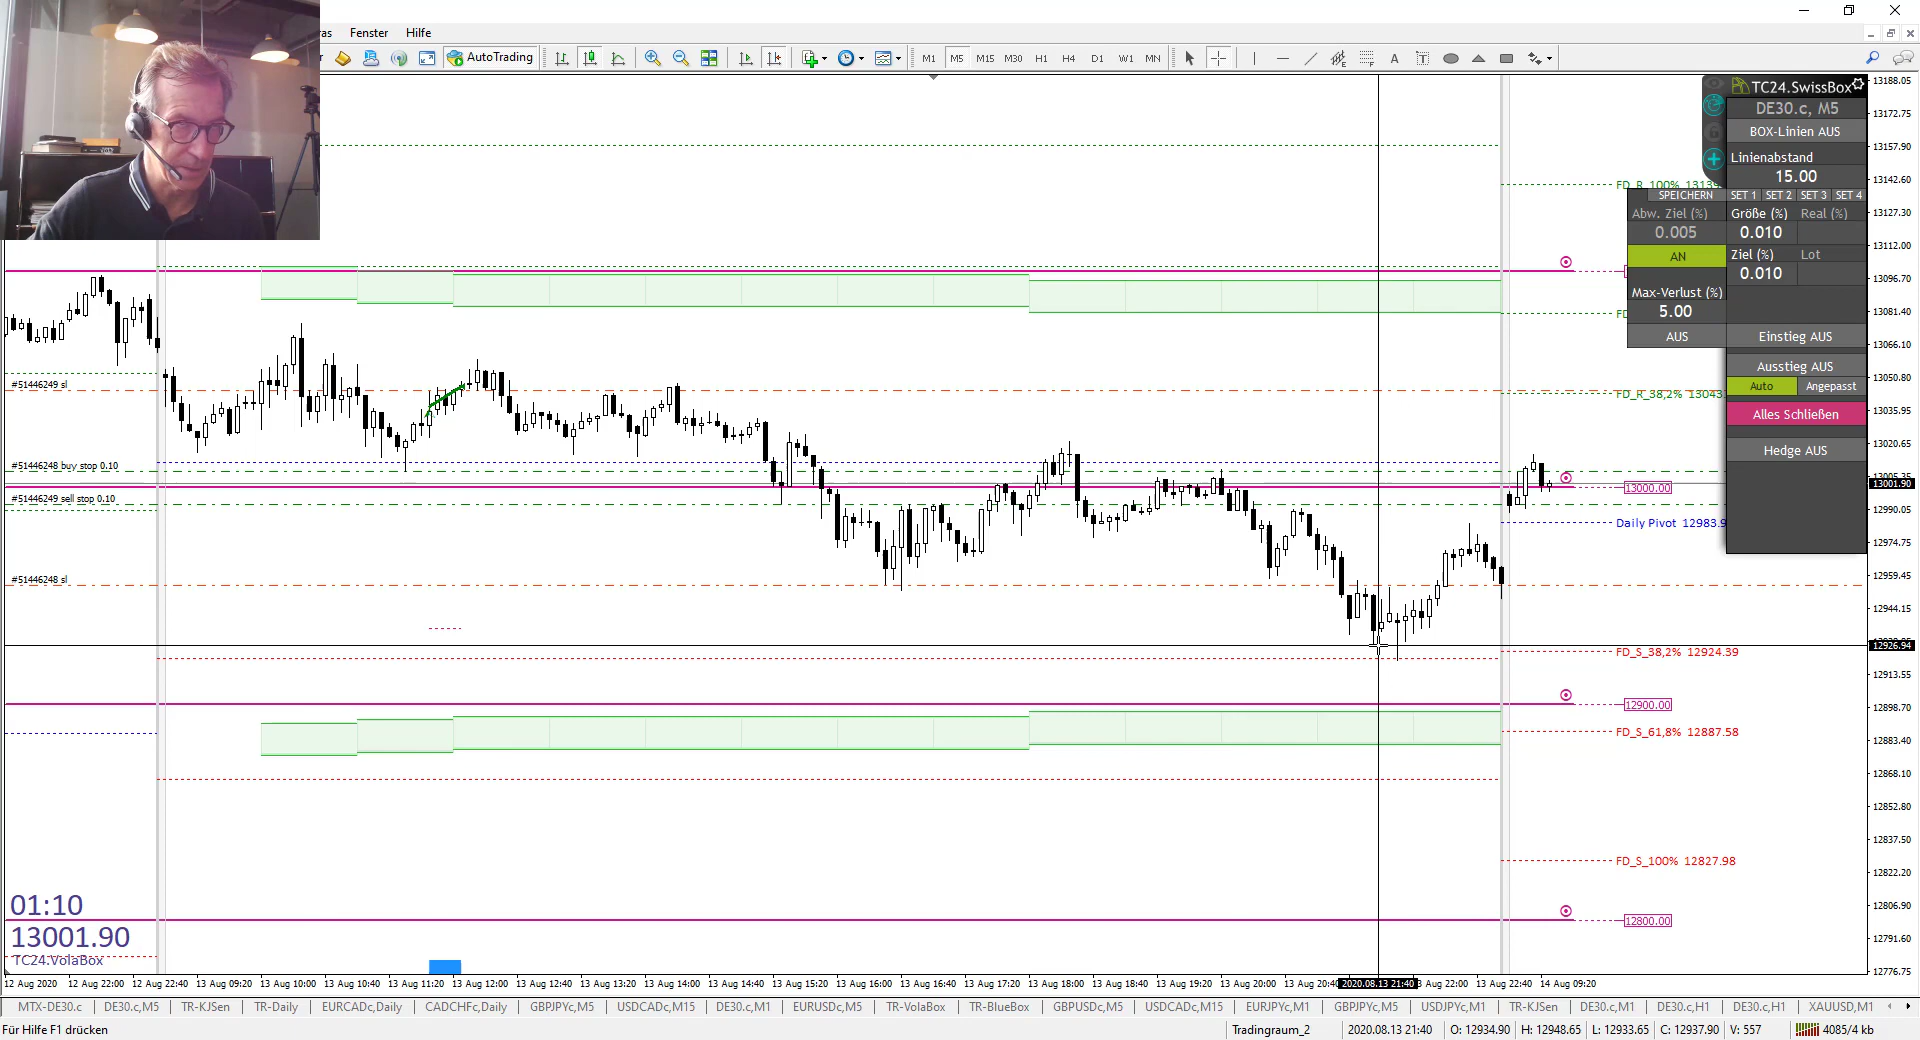 Fenster Hilfe
AutoTrading
M1 M5 M15 M30 H1 H4 D1 W1 MN
A T
13188.05
13172.75
13157.90
13142.60
13127.30
13112.00
13096.70
13081.40
13066.10
13050.80
13035.95
13020.65
13005.35
13001.90
12990.05
12974.75
12959.45
12944.15
12926.94
12913.55
12898.70
12883.40
12868.10
12852.80
12837.50
12822.20
12806.90
12791.60
12776.75
TC24.SwissBox
DE30.c, M5
BOX-Linien AUS
Linienabstand
15.00
SPEICHERN SET 1 SET 2 SET 3 SET 4
Abw. Ziel (%) Größe (%) Real (%)
0.005 0.010
AN Ziel (%) Lot
0.010
Max-Verlust (%)
5.00
AUS Einstieg AUS
Ausstieg AUS
Auto Angepasst
Alles Schließen
Hedge AUS
FD_R_100%
#51446249 sl
FD_R_38,2% 13043
#51446248 buy stop 0.10
13000.00
#51446249 sell stop 0.10
Daily Pivot 12983.9
#51446248 sl
FD_S_38,2% 12924.39
12900.00
FD_S_61,8% 12887.58
FD_S_100% 12827.98
12800.00
01:10
13001.90
TC24.VolaBox
12 Aug 2020 12 Aug 22:00 12 Aug 22:40 13 Aug 09:20 13 Aug 10:00 13 Aug 10:40 13 Aug 11:20 13 Aug 12:00 13 Aug 12:40 13 Aug 13:20 13 Aug 14:00 13 Aug 14:40 13 Aug 15:20 13 Aug 16:00 13 Aug 16:40 13 Aug 17:20 13 Aug 18:00 13 Aug 18:40 13 Aug 19:20 13 Aug 20:00 13 Aug 20:40 2020.08.13 21:40 3 Aug 22:00 13 Aug 22:40 14 Aug 09:20
MTX-DE30.c DE30.c,M5 TR-KJSen TR-Daily EURCADc,Daily CADCHFc,Daily GBPJPYc,M5 USDCADc,M15 DE30.c,M1 EURUSDc,M5 TR-VolaBox TR-BlueBox GBPUSDc,M5 USDCADc,M15 EURJPYc,M1 GBPJPYc,M5 USDJPYc,M1 TR-KJSen DE30.c,M1 DE30.c,H1 DE30.c,H1 XAUUSD,M1
Für Hilfe F1 drücken Tradingraum_2 2020.08.13 21:40 O: 12934.90 H: 12948.65 L: 12933.65 C: 12937.90 V: 557 4085/4 kb